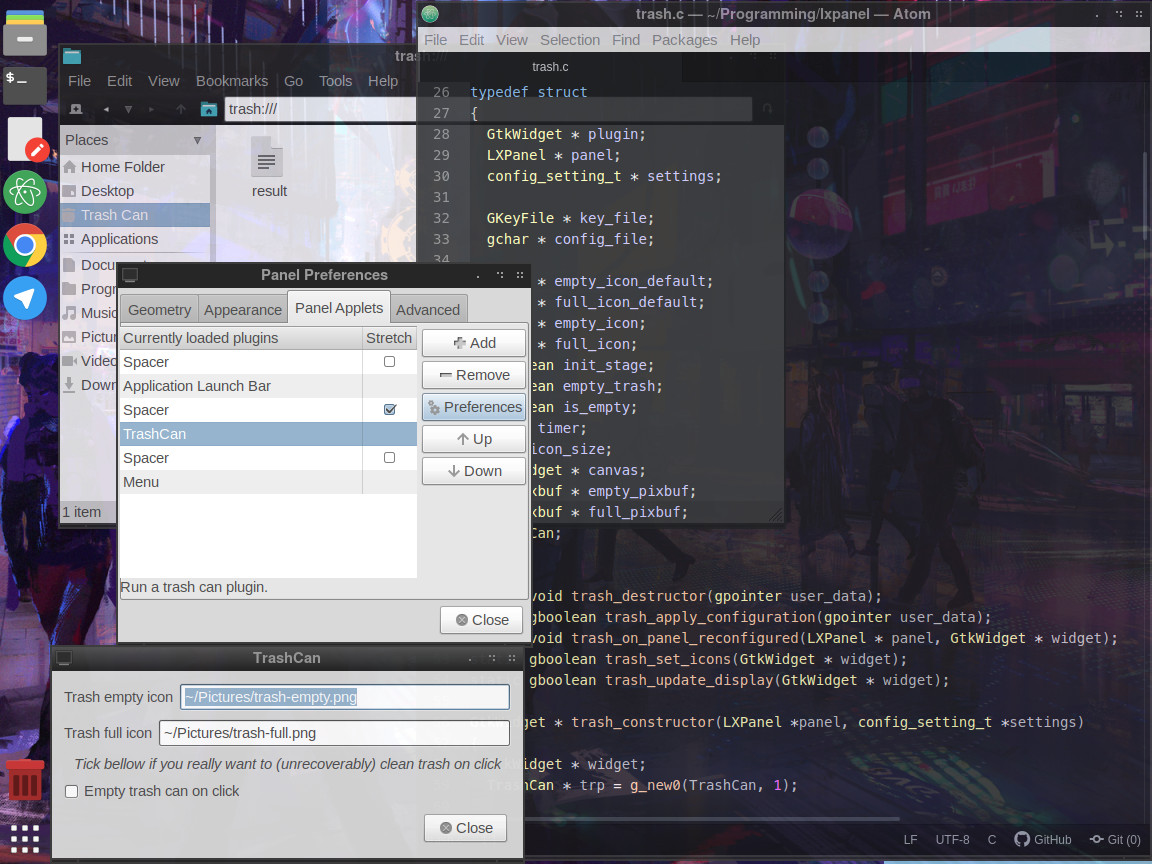 trash.c — ~/Programming/lxpanel — Atom
File Edit View Selection Find Packages Help
trash.c
26 typedef struct
27 {
28 GtkWidget * plugin;
29 LXPanel * panel;
30 config_setting_t * settings;
31
32 GKeyFile * key_file;
33 gchar * config_file;
34
* empty_icon_default;
* full_icon_default;
* empty_icon;
* full_icon;
ean init_stage;
ean empty_trash;
ean is_empty;
timer;
icon_size;
dget * canvas;
xbuf * empty_pixbuf;
xbuf * full_pixbuf;
Can;
void trash_destructor(gpointer user_data);
gboolean trash_apply_configuration(gpointer user_data);
void trash_on_panel_reconfigured(LXPanel * panel, GtkWidget * widget);
gboolean trash_set_icons(GtkWidget * widget);
gboolean trash_update_display(GtkWidget * widget);
get * trash_constructor(LXPanel *panel, config_setting_t *settings)
idget * widget;
TrashCan * trp = g_new0(TrashCan, 1);
LF UTF-8 C GitHub Git (0)
$_
trash:///
File Edit View Bookmarks Go Tools Help
trash:///
Places
Home Folder
Desktop
Trash Can
Applications
Docu
Progr
Music
Pictur
Video
Down
result
1 item
Panel Preferences
Geometry Appearance Panel Applets Advanced
Currently loaded plugins Stretch
Spacer
Application Launch Bar
Spacer
TrashCan
Spacer
Menu
Add
Remove
Preferences
Up
Down
Run a trash can plugin.
Close
TrashCan
Trash empty icon ~/Pictures/trash-empty.png
Trash full icon ~/Pictures/trash-full.png
Tick bellow if you really want to (unrecoverably) clean trash on click
Empty trash can on click
Close